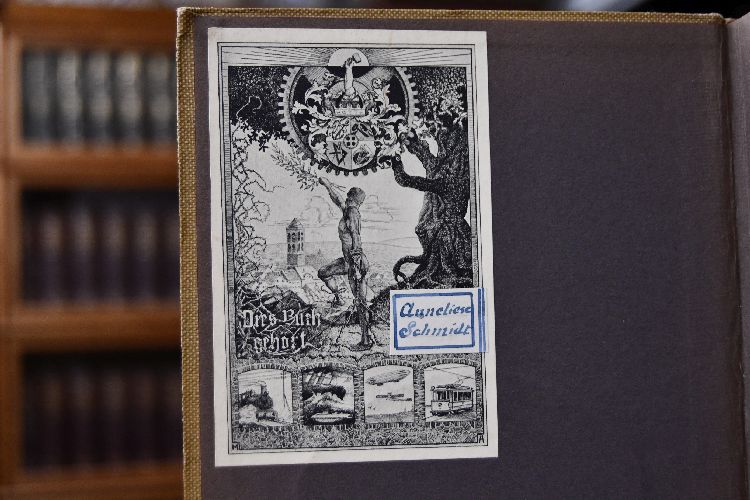 Dies Buch
gehört
Anneliese
Schmidt
M
A